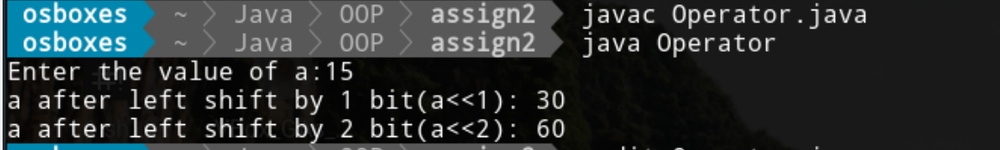 osboxes ~ Java OOP assign2 javac Operator.java
osboxes ~ Java OOP assign2 java Operator
Enter the value of a:15
a after left shift by 1 bit(a<<1): 30
a after left shift by 2 bit(a<<2): 60